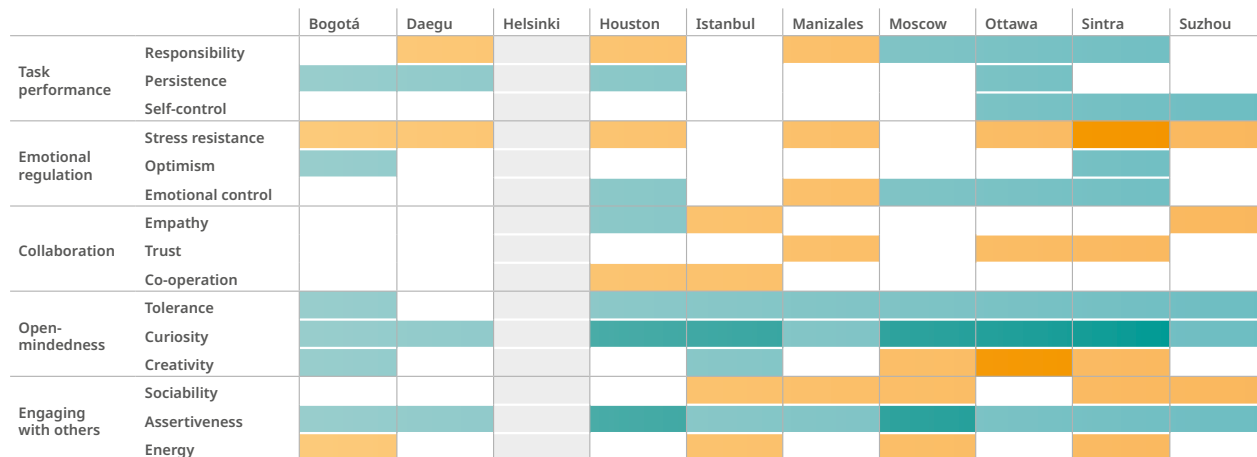 Bogotá Daegu Helsinki Houston Istanbul Manizales Moscow Ottawa Sintra Suzhou
Task
performance
Responsibility
Persistence
Self-control
Emotional
regulation
Stress resistance
Optimism
Emotional control
Collaboration
Empathy
Trust
Co-operation
Open-
mindedness
Tolerance
Curiosity
Creativity
Engaging
with others
Sociability
Assertiveness
Energy